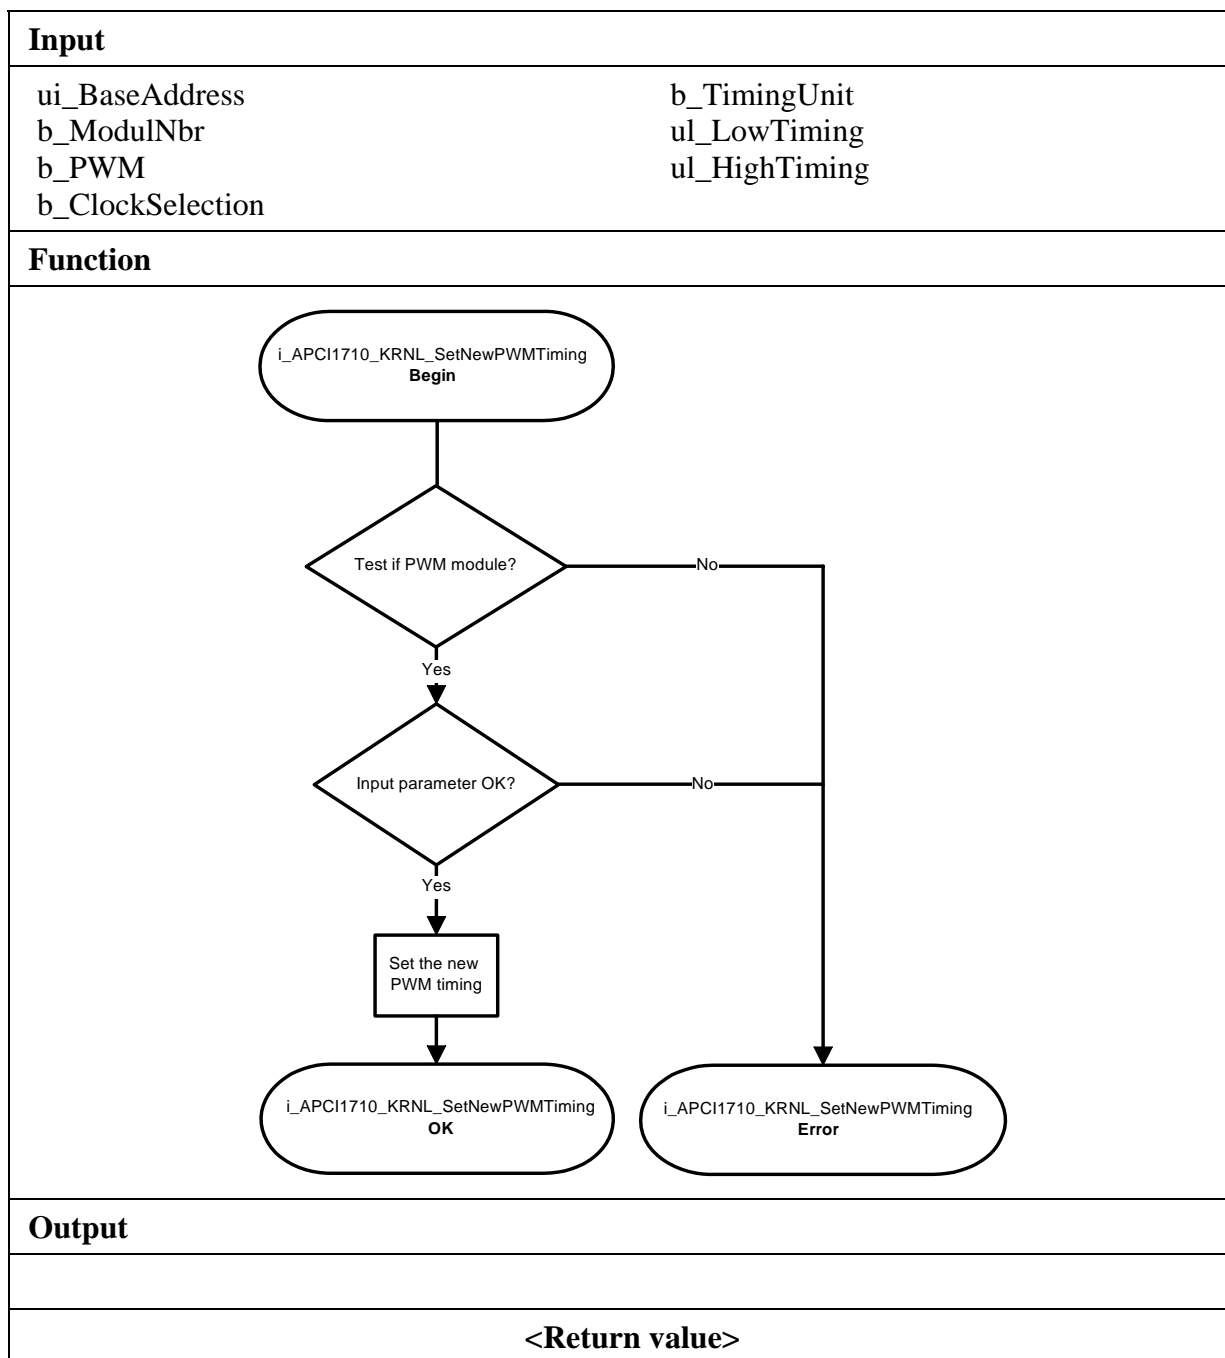 Input
ui_BaseAddress
b_ModulNbr
b_PWM
b_ClockSelection
b_TimingUnit
ul_LowTiming
ul_HighTiming
Function
i_APCI1710_KRNL_SetNewPWMTiming
Begin
Test if PWM module?
No
Yes
Input parameter OK?
No
Yes
Set the new
PWM timing
i_APCI1710_KRNL_SetNewPWMTiming
OK
i_APCI1710_KRNL_SetNewPWMTiming
Error
Output
<Return value>